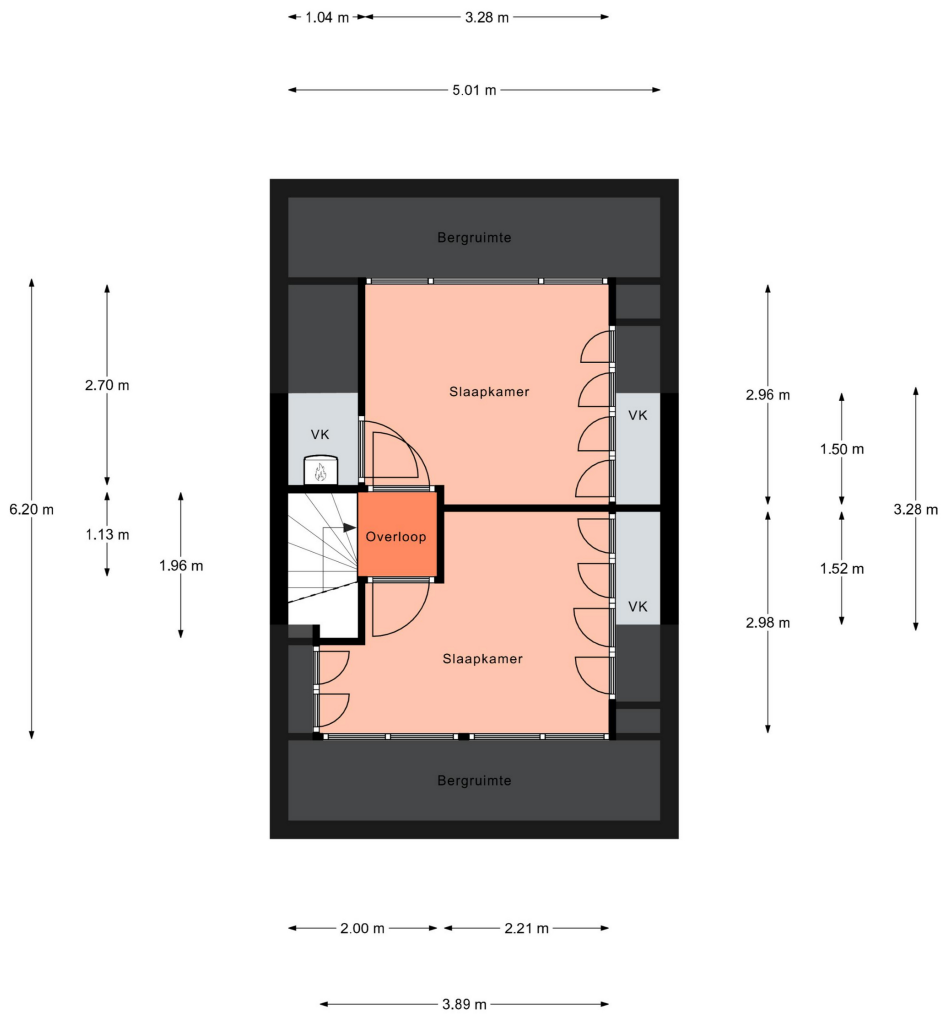 1.04 m
3.28 m
5.01 m
Bergruimte
2.70 m
2.96 m
Slaapkamer
VK
VK
1.50 m
6.20 m
3.28 m
1.13 m
Overloop
1.96 m
1.52 m
VK
2.98 m
Slaapkamer
Bergruimte
2.00 m
2.21 m
3.89 m